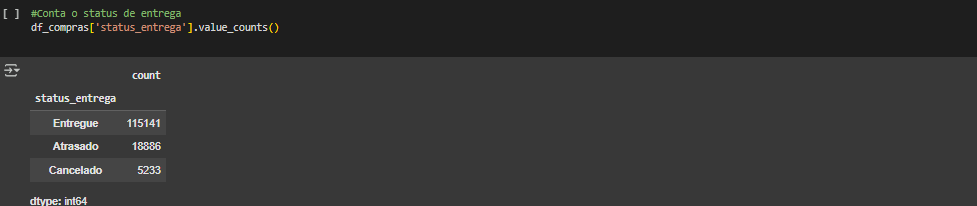 [ ] #Conta o status de entrega
df_compras['status_entrega'].value_counts()
count
status_entrega
Entregue 115141
Atrasado 18886
Cancelado 5233
dtype: int64